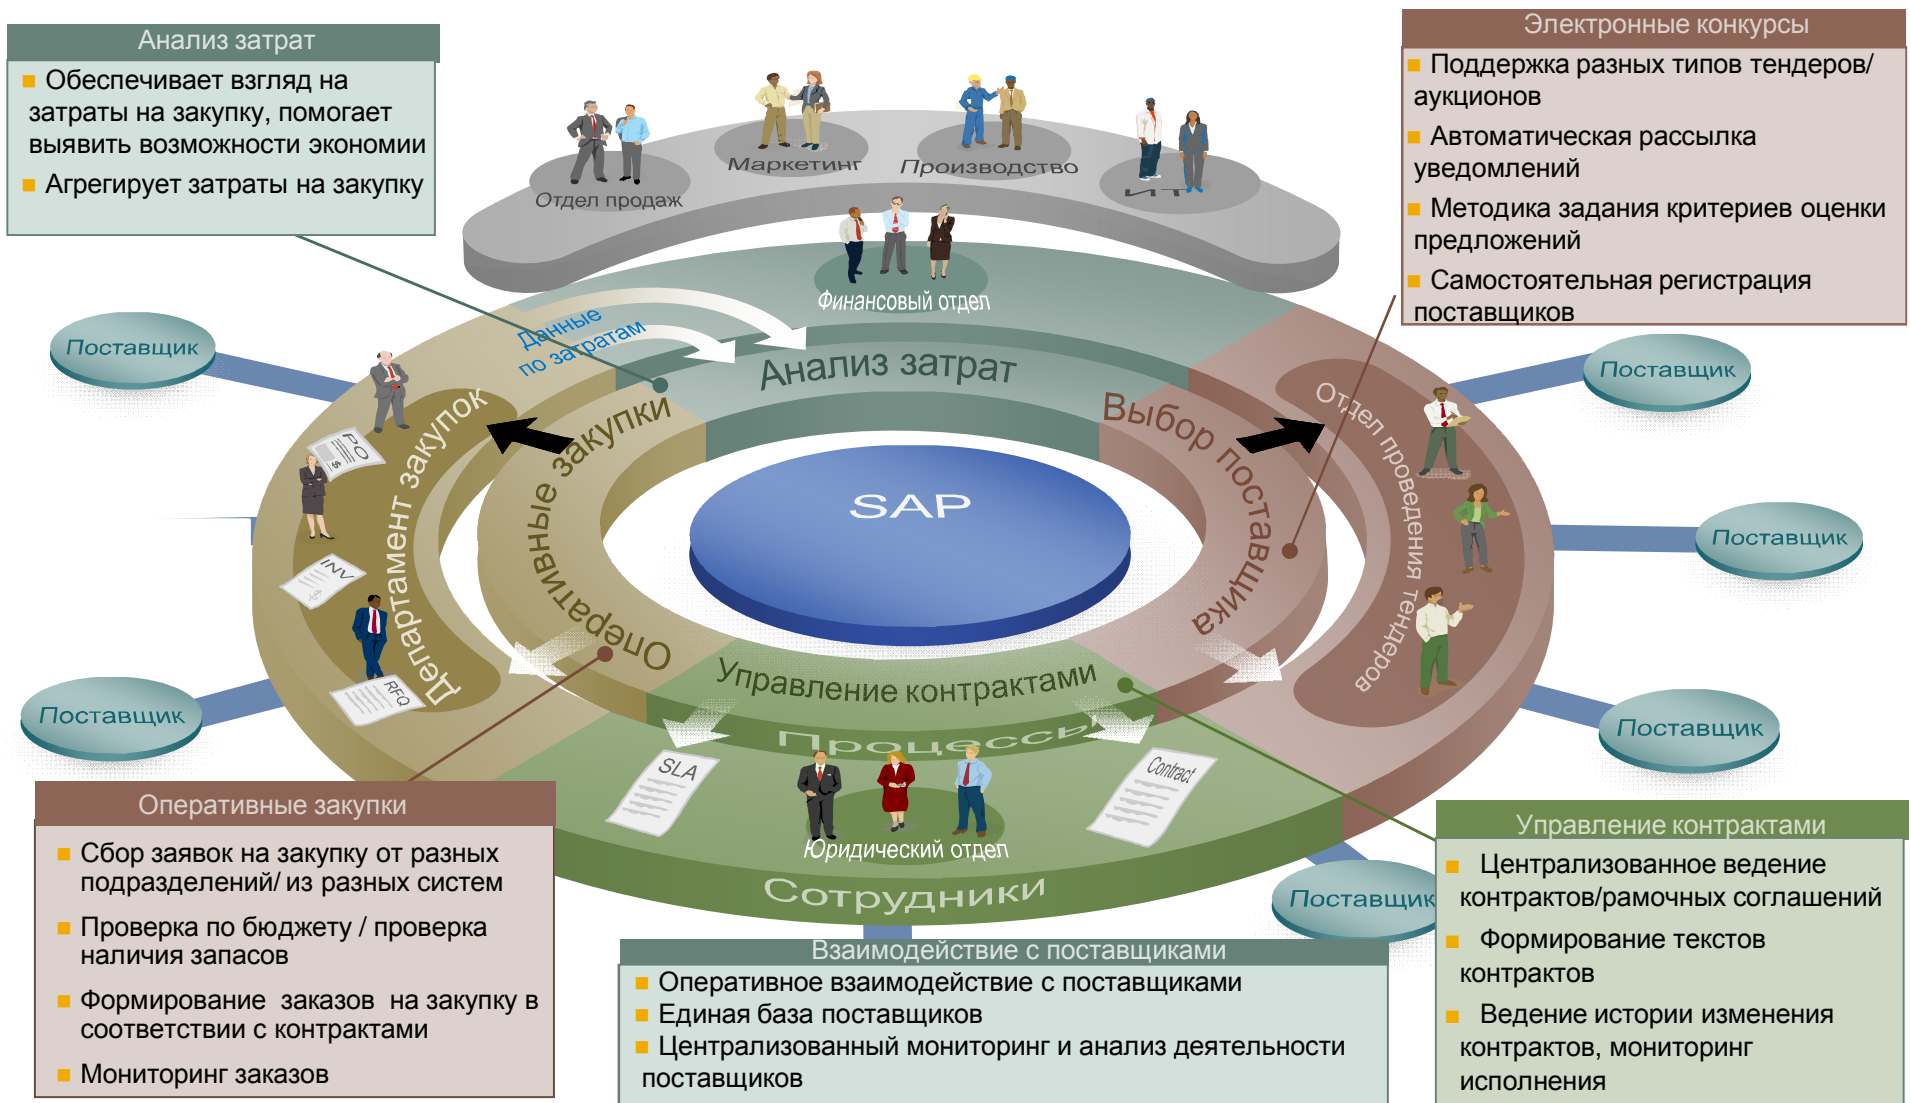 Анализ затрат
Обеспечивает взгляд на
затраты на закупку, помогает
выявить возможности экономии
Агрегирует затраты на закупку
Электронные конкурсы
Поддержка разных типов тендеров/
аукционов
Автоматическая рассылка
уведомлений
Методика задания критериев оценки
предложений
Самостоятельная регистрация
поставщиков
Отдел продаж
Маркетинг
Производство
ИТ
Финансовый отдел
Данные
по затратам
Анализ затрат
Поставщик
Поставщик
Поставщик
Поставщик
Поставщик
Поставщик
Департамент закупок
PO
$
INV
RFQ
Оперативные закупки
SAP
Выбор поставщика
Отдел проведения тендеров
Управление контрактами
Процессы
SLA
Contract
Юридический отдел
Сотрудники
Оперативные закупки
Сбор заявок на закупку от разных
подразделений/ из разных систем
Проверка по бюджету / проверка
наличия запасов
Формирование заказов на закупку в
соответствии с контрактами
Мониторинг заказов
Взаимодействие с поставщиками
Оперативное взаимодействие с поставщиками
Единая база поставщиков
Централизованный мониторинг и анализ деятельности
поставщиков
Управление контрактами
Централизованное ведение
контрактов/рамочных соглашений
Формирование текстов
контрактов
Ведение истории изменения
контрактов, мониторинг
исполнения